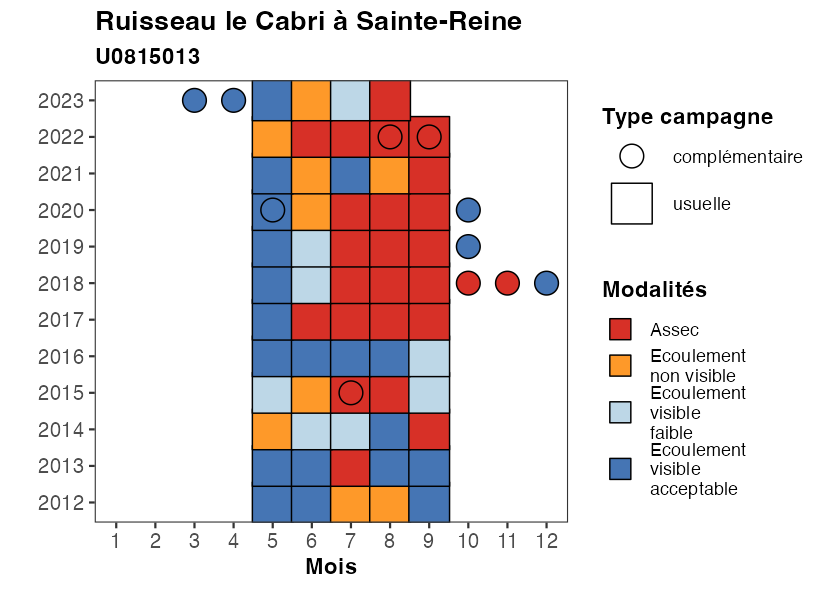 Ruisseau le Cabri à Sainte-Reine
U0815013
2023
2022
2021
2020
2019
2018
2017
2016
2015
2014
2013
2012
1 2 3 4 5 6 7 8 9 10 11 12
Mois
Type campagne
complémentaire
usuelle
Modalités
Assec
Ecoulement
non visible
Ecoulement
visible
faible
Ecoulement
visible
acceptable